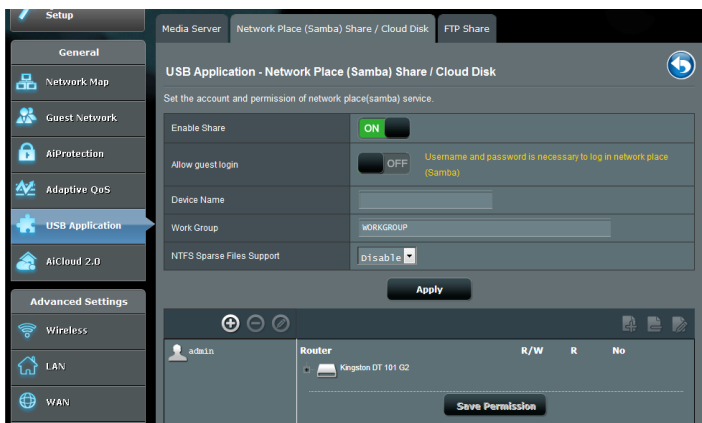 Setup
General
Network Map
Guest Network
AiProtection
Adaptive QoS
USB Application
AiCloud 2.0
Advanced Settings
Wireless
LAN
WAN
Media Server
Network Place (Samba) Share / Cloud Disk
FTP Share
USB Application - Network Place (Samba) Share / Cloud Disk
Set the account and permission of network place(samba) service.
Enable Share
ON
Allow guest login
OFF
Username and password is necessary to log in network place
(Samba)
Device Name
Work Group
WORKGROUP
NTFS Sparse Files Support
Disable
Apply
admin
Router
R/W
R
No
Kingston DT 101 G2
Save Permission